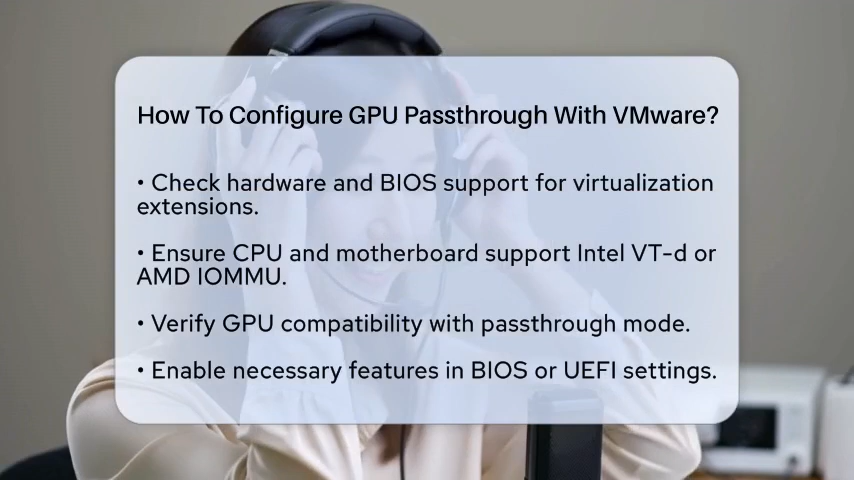 How To Configure GPU Passthrough With VMware?
• Check hardware and BIOS support for virtualization
extensions.
• Ensure CPU and motherboard support Intel VT-d or
AMD IOMMU.
• Verify GPU compatibility with passthrough mode.
• Enable necessary features in BIOS or UEFI settings.